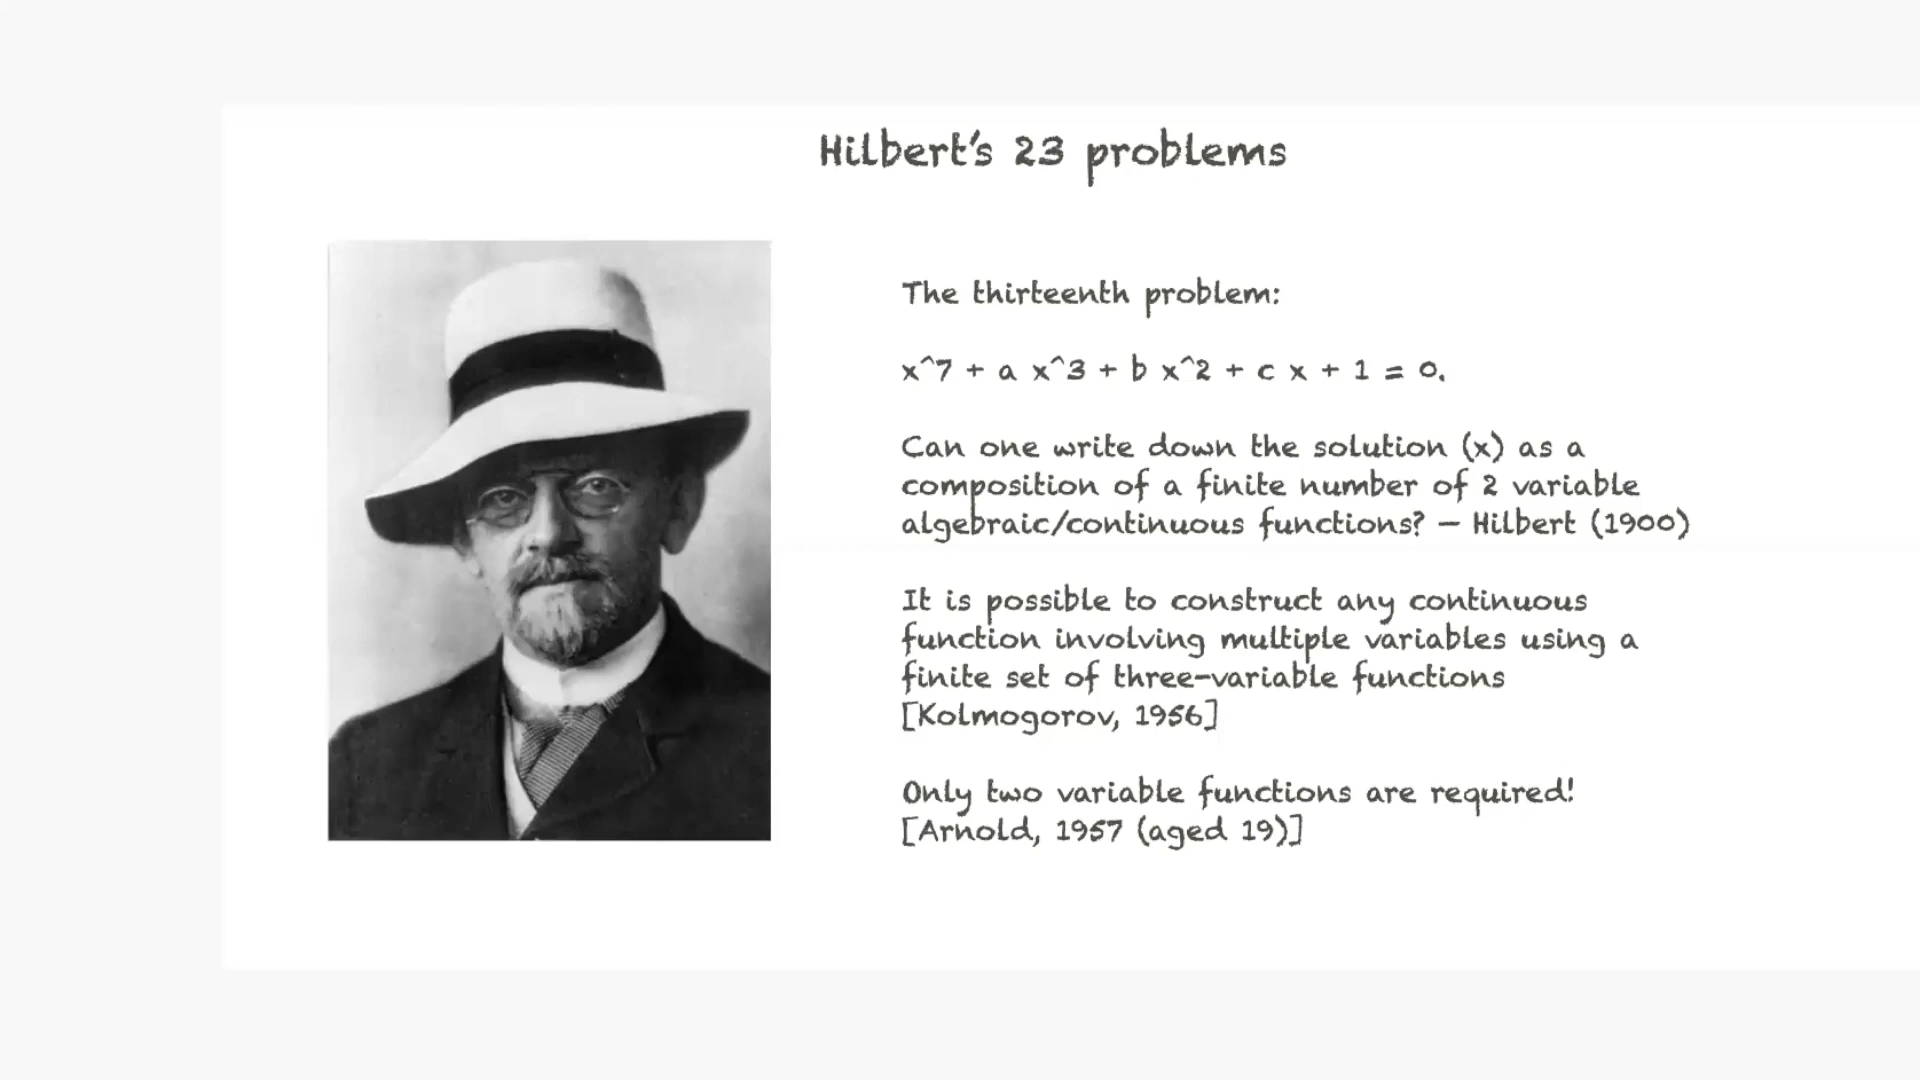 Hilbert's 23 problems
The thirteenth problem:
x^7 + a x^3 + b x^2 + c x + 1 = 0.
Can one write down the solution (x) as a
composition of a finite number of 2 variable
algebraic/continuous functions? – Hilbert (1900)
It is possible to construct any continuous
function involving multiple variables using a
finite set of three-variable functions
[Kolmogorov, 1956]
Only two variable functions are required!
[Arnold, 1957 (aged 19)]